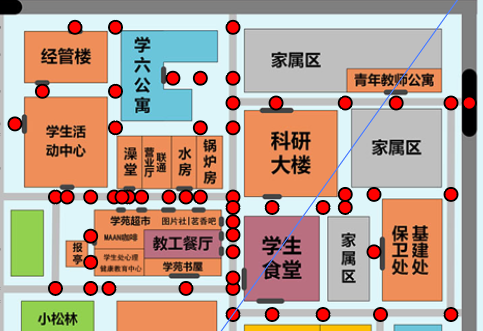 经管楼
学
六
公
寓
家属区
青年教师公寓
学生活
动中心
澡
堂
营业厅
联通
水
房
锅
炉
房
科研
大楼
家属区
学苑超市
图片社
茗香吧
MAAN咖啡
教工餐厅
学生处心理
健康教育中心
学苑书屋
报
亭
学生
食堂
家
属
区
保
卫
处
基
建
处
小松林